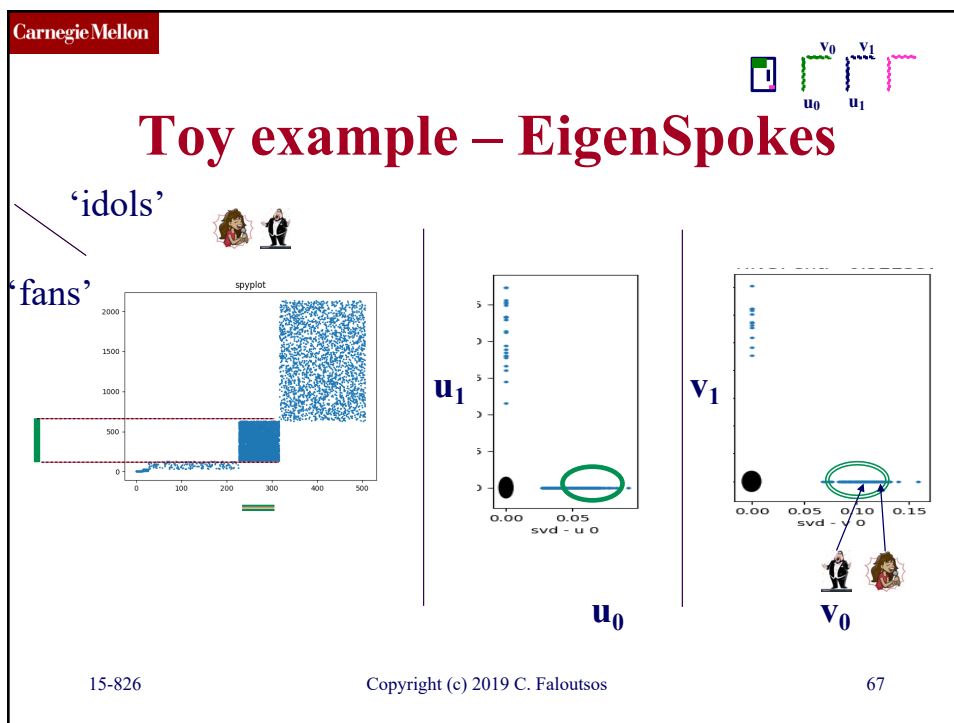 Carnegie Mellon
v0 v1
u0 u1
Toy example – EigenSpokes
‘idols’
‘fans’
spyplot
2000
1500
1000
500
0
0 100 200 300 400 500
u1
0.00 0.05
svd - u 0
u0
v1
0.00 0.05 0.10 0.15
svd - v 0
v0
15-826 Copyright (c) 2019 C. Faloutsos 67